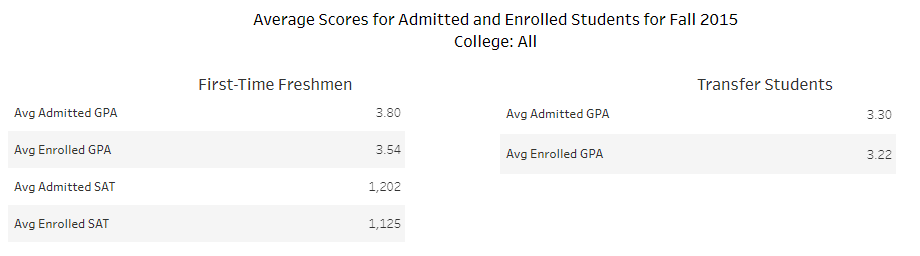 Average Scores for Admitted and Enrolled Students for Fall 2015
College: All
First-Time Freshmen
Avg Admitted GPA 3.80
Avg Enrolled GPA 3.54
Avg Admitted SAT 1,202
Avg Enrolled SAT 1,125
Transfer Students
Avg Admitted GPA 3.30
Avg Enrolled GPA 3.22